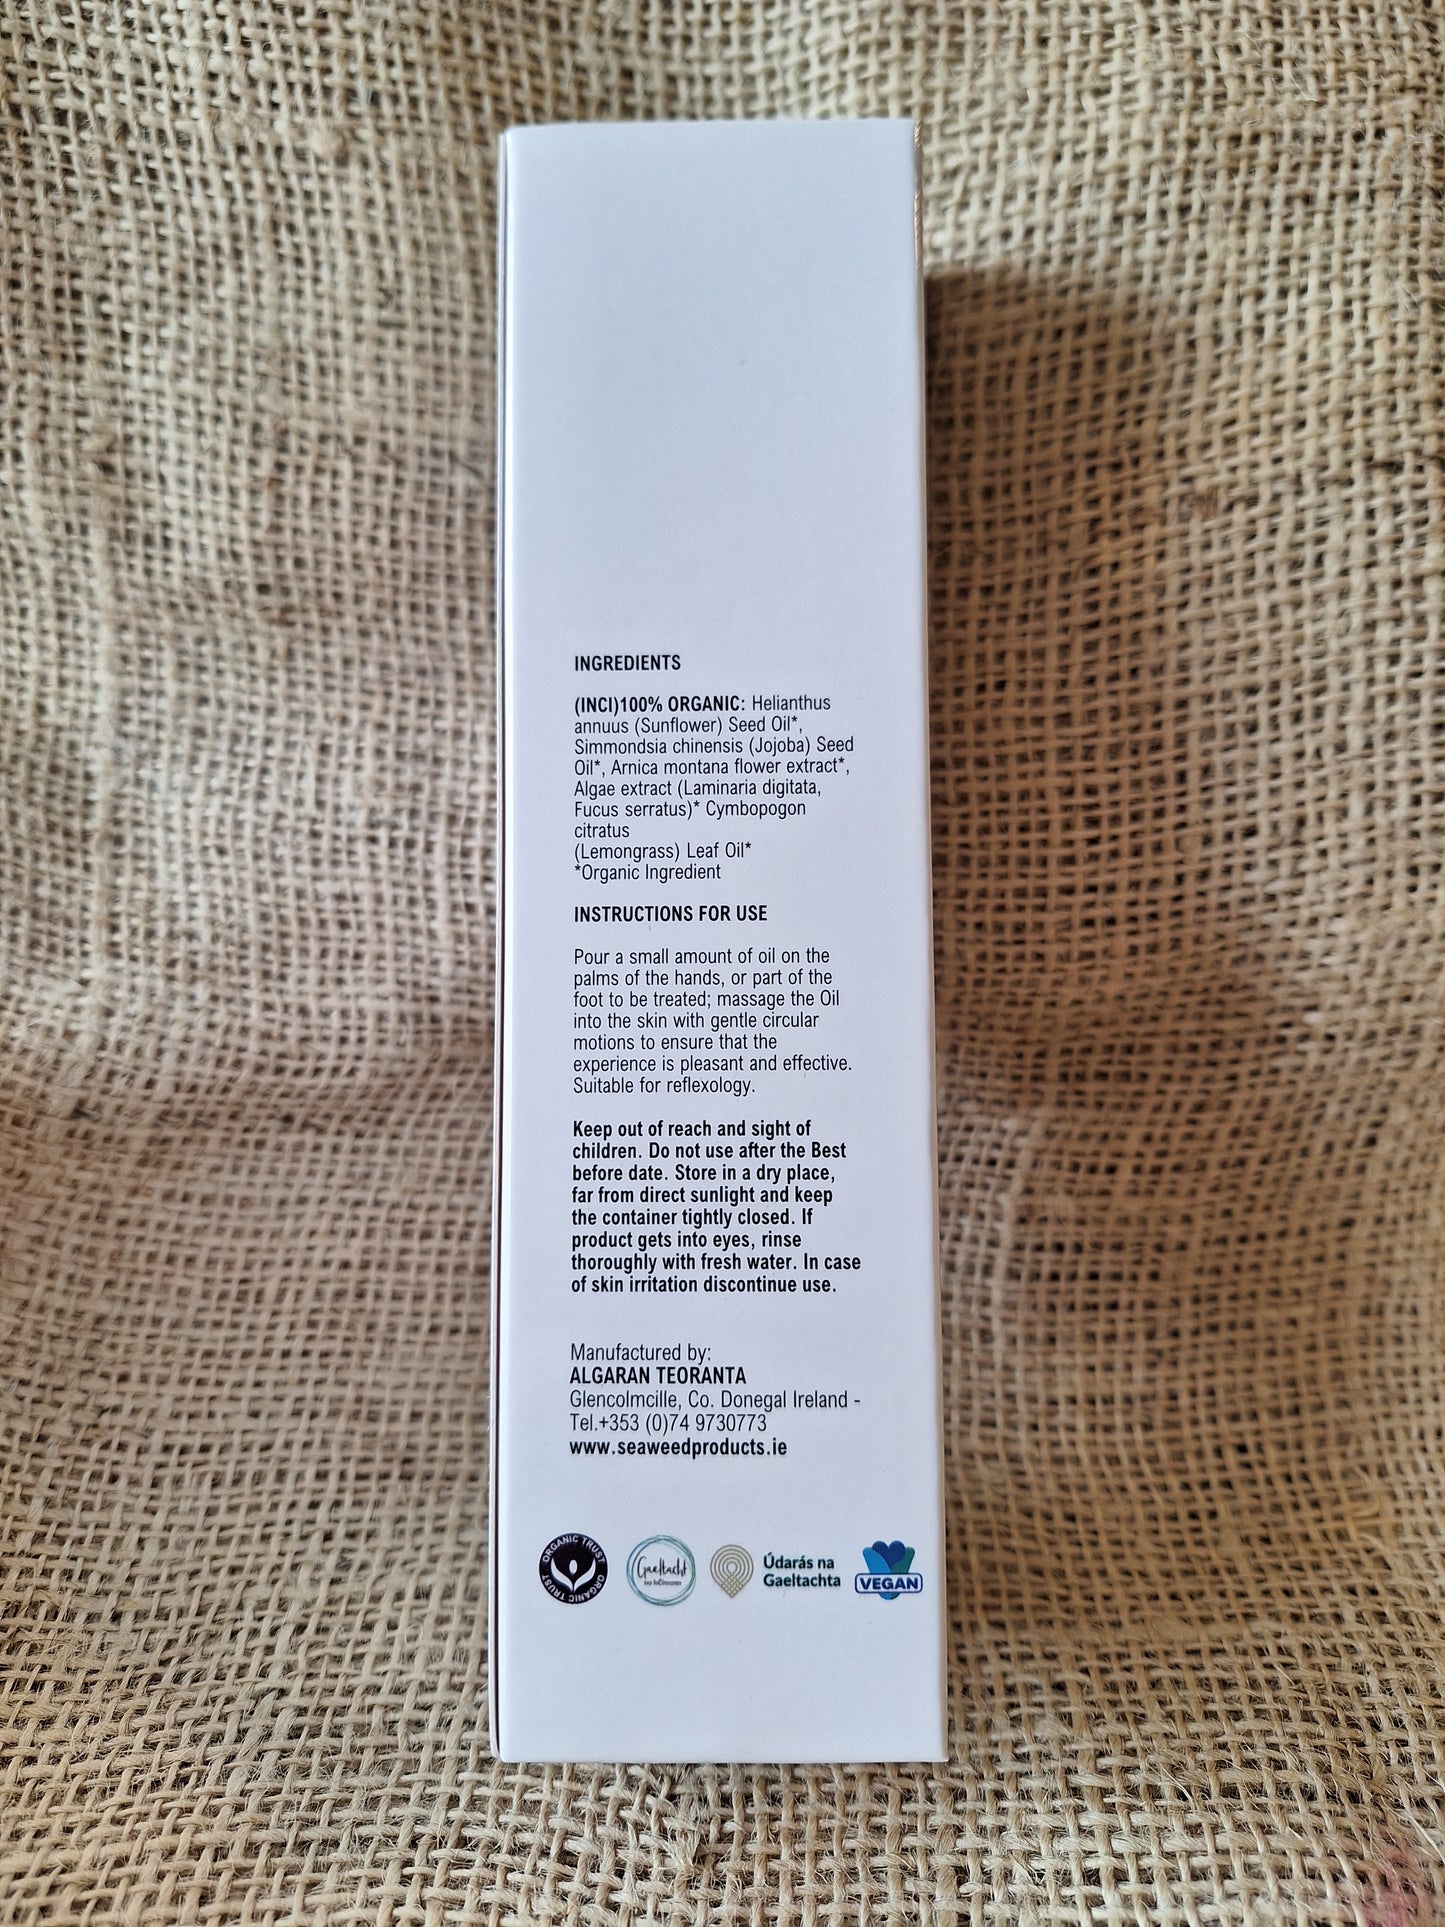 INGREDIENTS
(INCI)100% ORGANIC: Helianthus
annuus (Sunflower) Seed Oil*,
Simmondsia chinensis (Jojoba) Seed
Oil*, Arnica montana flower extract*,
Algae extract (Laminaria digitata,
Fucus serratus)* Cymbopogon
citratus
(Lemongrass) Leaf Oil*
*Organic Ingredient
INSTRUCTIONS FOR USE
Pour a small amount of oil on the
palms of the hands, or part of the
foot to be treated; massage the Oil
into the skin with gentle circular
motions to ensure that the
experience is pleasant and effective.
Suitable for reflexology.
Keep out of reach and sight of
children. Do not use after the Best
before date. Store in a dry place,
far from direct sunlight and keep
the container tightly closed. If
product gets into eyes, rinse
thoroughly with fresh water. In case
of skin irritation discontinue use.
Manufactured by:
ALGARAN TEORANTA
Glencolmcille, Co. Donegal Ireland -
Tel.+353 (0)74 9730773
www.seaweedproducts.ie
ORGANIC TRUST ORGANIC TRUST
Gaeltacht
Údarás na
Gaeltachta
VEGAN